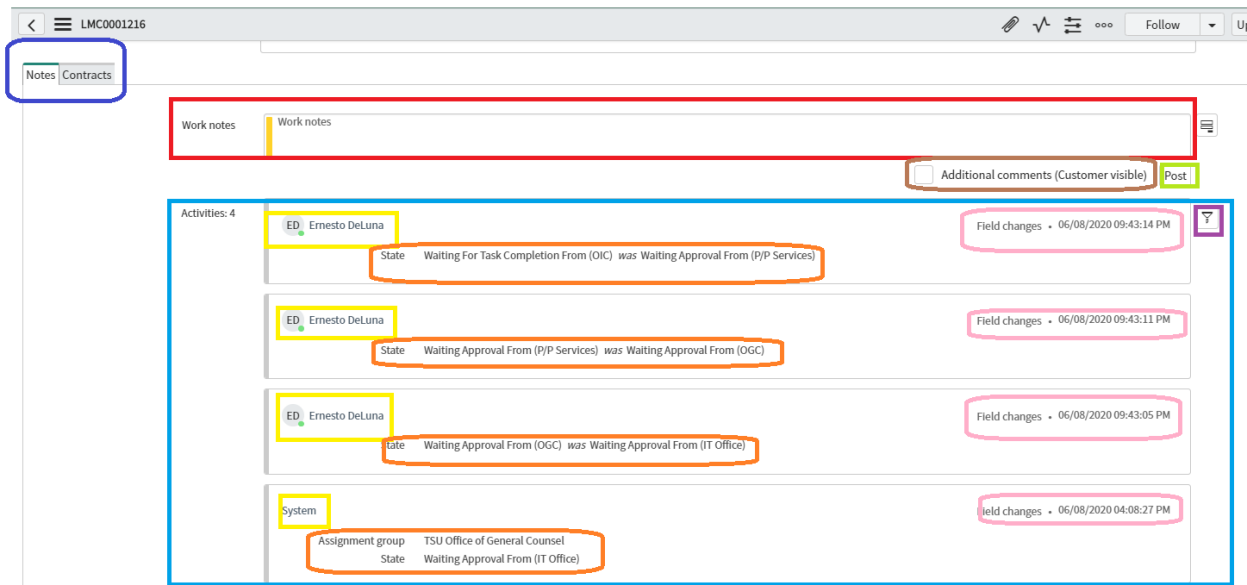 LMC0001216
Follow
Up
Notes Contracts
Work notes Work notes
Additional comments (Customer visible) Post
Activities: 4
ED Ernesto DeLuna Field changes • 06/08/2020 09:43:14 PM
State Waiting For Task Completion From (OIC) was Waiting Approval From (P/P Services)
ED Ernesto DeLuna Field changes • 06/08/2020 09:43:11 PM
State Waiting Approval From (P/P Services) was Waiting Approval From (OGC)
ED Ernesto DeLuna Field changes • 06/08/2020 09:43:05 PM
State Waiting Approval From (OGC) was Waiting Approval From (IT Office)
System Field changes • 06/08/2020 04:08:27 PM
Assignment group TSU Office of General Counsel
State Waiting Approval From (IT Office)